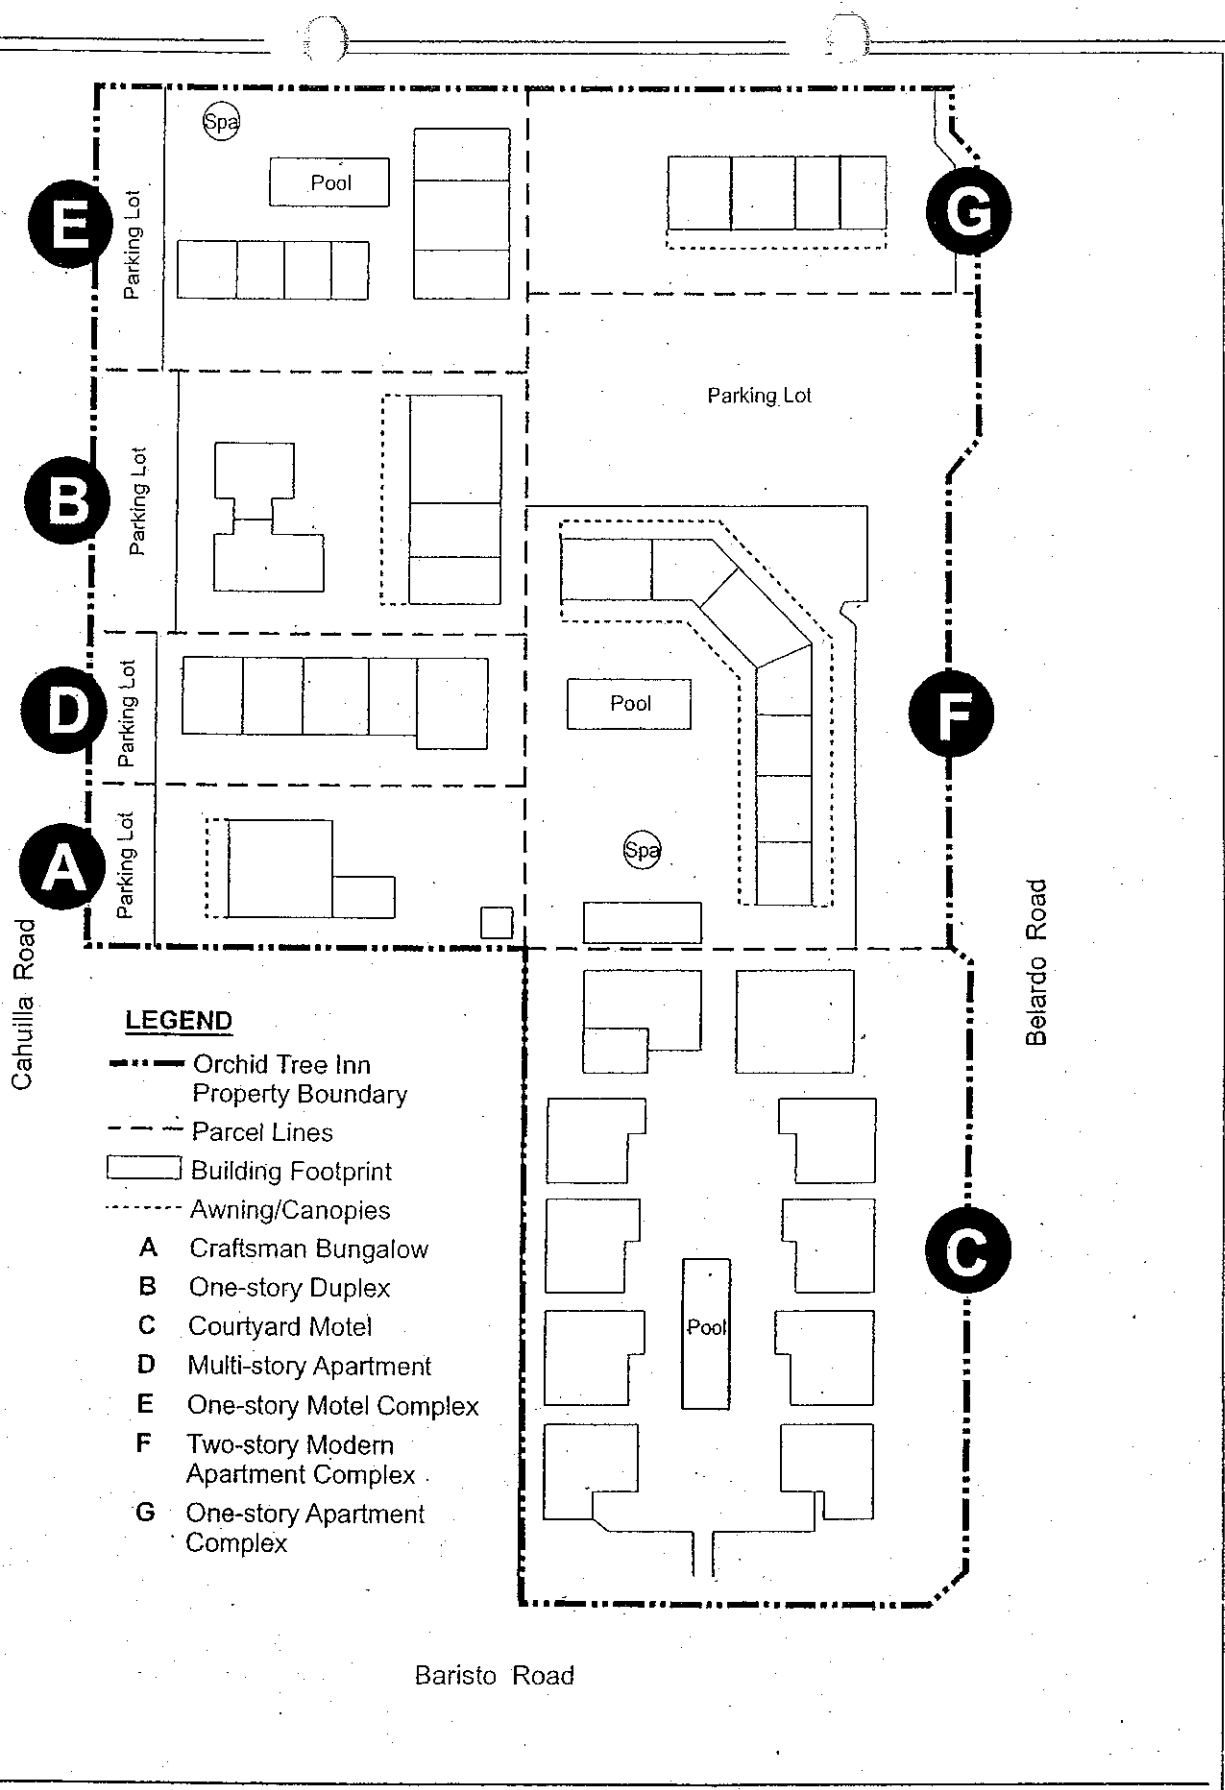 Spa
Pool
E
Parking Lot
G
Parking Lot
B
Parking Lot
D
Parking Lot
Pool
F
A
Parking Lot
Spa
Cahuilla Road
Belardo Road
LEGEND
Orchid Tree Inn
Property Boundary
Parcel Lines
Building Footprint
Awning/Canopies
A Craftsman Bungalow
B One-story Duplex
C Courtyard Motel
D Multi-story Apartment
E One-story Motel Complex
F Two-story Modern
Apartment Complex
G One-story Apartment
Complex
C
Pool
Baristo Road